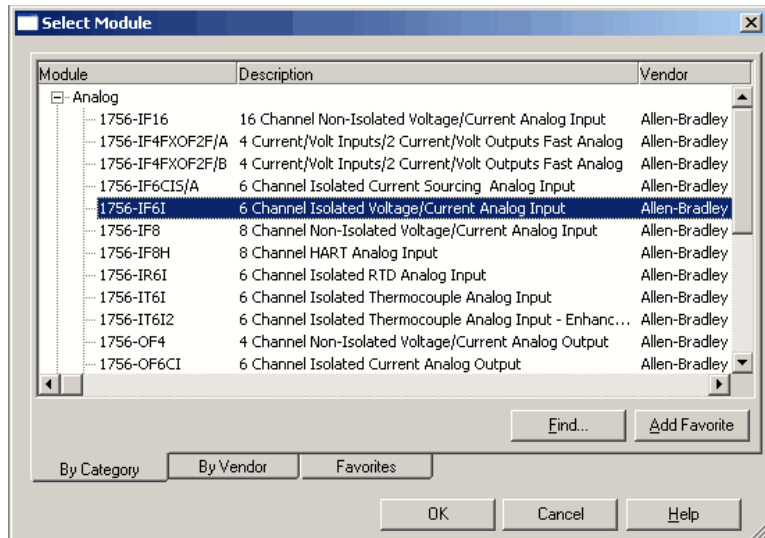 Select Module
Module Description Vendor
Analog
1756-IF16 16 Channel Non-Isolated Voltage/Current Analog Input Allen-Bradley
1756-IF4FXOF2F/A 4 Current/Volt Inputs/2 Current/Volt Outputs Fast Analog Allen-Bradley
1756-IF4FXOF2F/B 4 Current/Volt Inputs/2 Current/Volt Outputs Fast Analog Allen-Bradley
1756-IF6CIS/A 6 Channel Isolated Current Sourcing Analog Input Allen-Bradley
1756-IF6I 6 Channel Isolated Voltage/Current Analog Input Allen-Bradley
1756-IF8 8 Channel Non-Isolated Voltage/Current Analog Input Allen-Bradley
1756-IF8H 8 Channel HART Analog Input Allen-Bradley
1756-IR6I 6 Channel Isolated RTD Analog Input Allen-Bradley
1756-IT6I 6 Channel Isolated Thermocouple Analog Input Allen-Bradley
1756-IT6I2 6 Channel Isolated Thermocouple Analog Input - Enhanc... Allen-Bradley
1756-OF4 4 Channel Non-Isolated Voltage/Current Analog Output Allen-Bradley
1756-OF6CI 6 Channel Isolated Current Analog Output Allen-Bradley
Find... Add Favorite
By Category By Vendor Favorites
OK Cancel Help